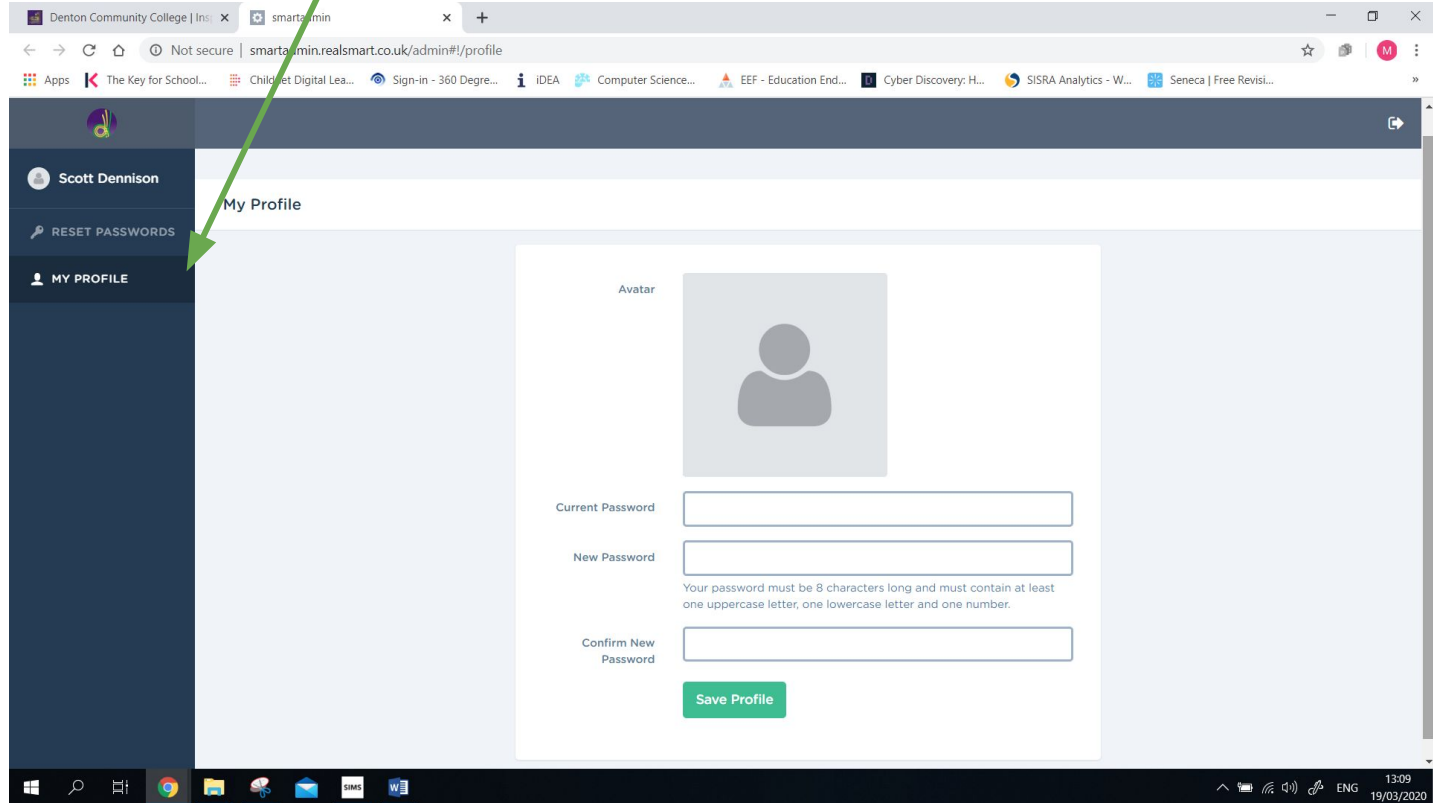 Denton Community College | Ins
smartadmin
Not secure | smartadmin.realsmart.co.uk/admin#!/profile
M
Apps
The Key for School...
Childnet Digital Lea...
Sign-in - 360 Degre...
iDEA
Computer Science...
EEF - Education End...
Cyber Discovery: H...
SISRA Analytics - W...
Seneca | Free Revisi...
»
Scott Dennison
My Profile
RESET PASSWORDS
MY PROFILE
Avatar
Current Password
New Password
Your password must be 8 characters long and must contain at least
one uppercase letter, one lowercase letter and one number.
Confirm New
Password
Save Profile
SIMS
W
ENG
13:09
19/03/2020